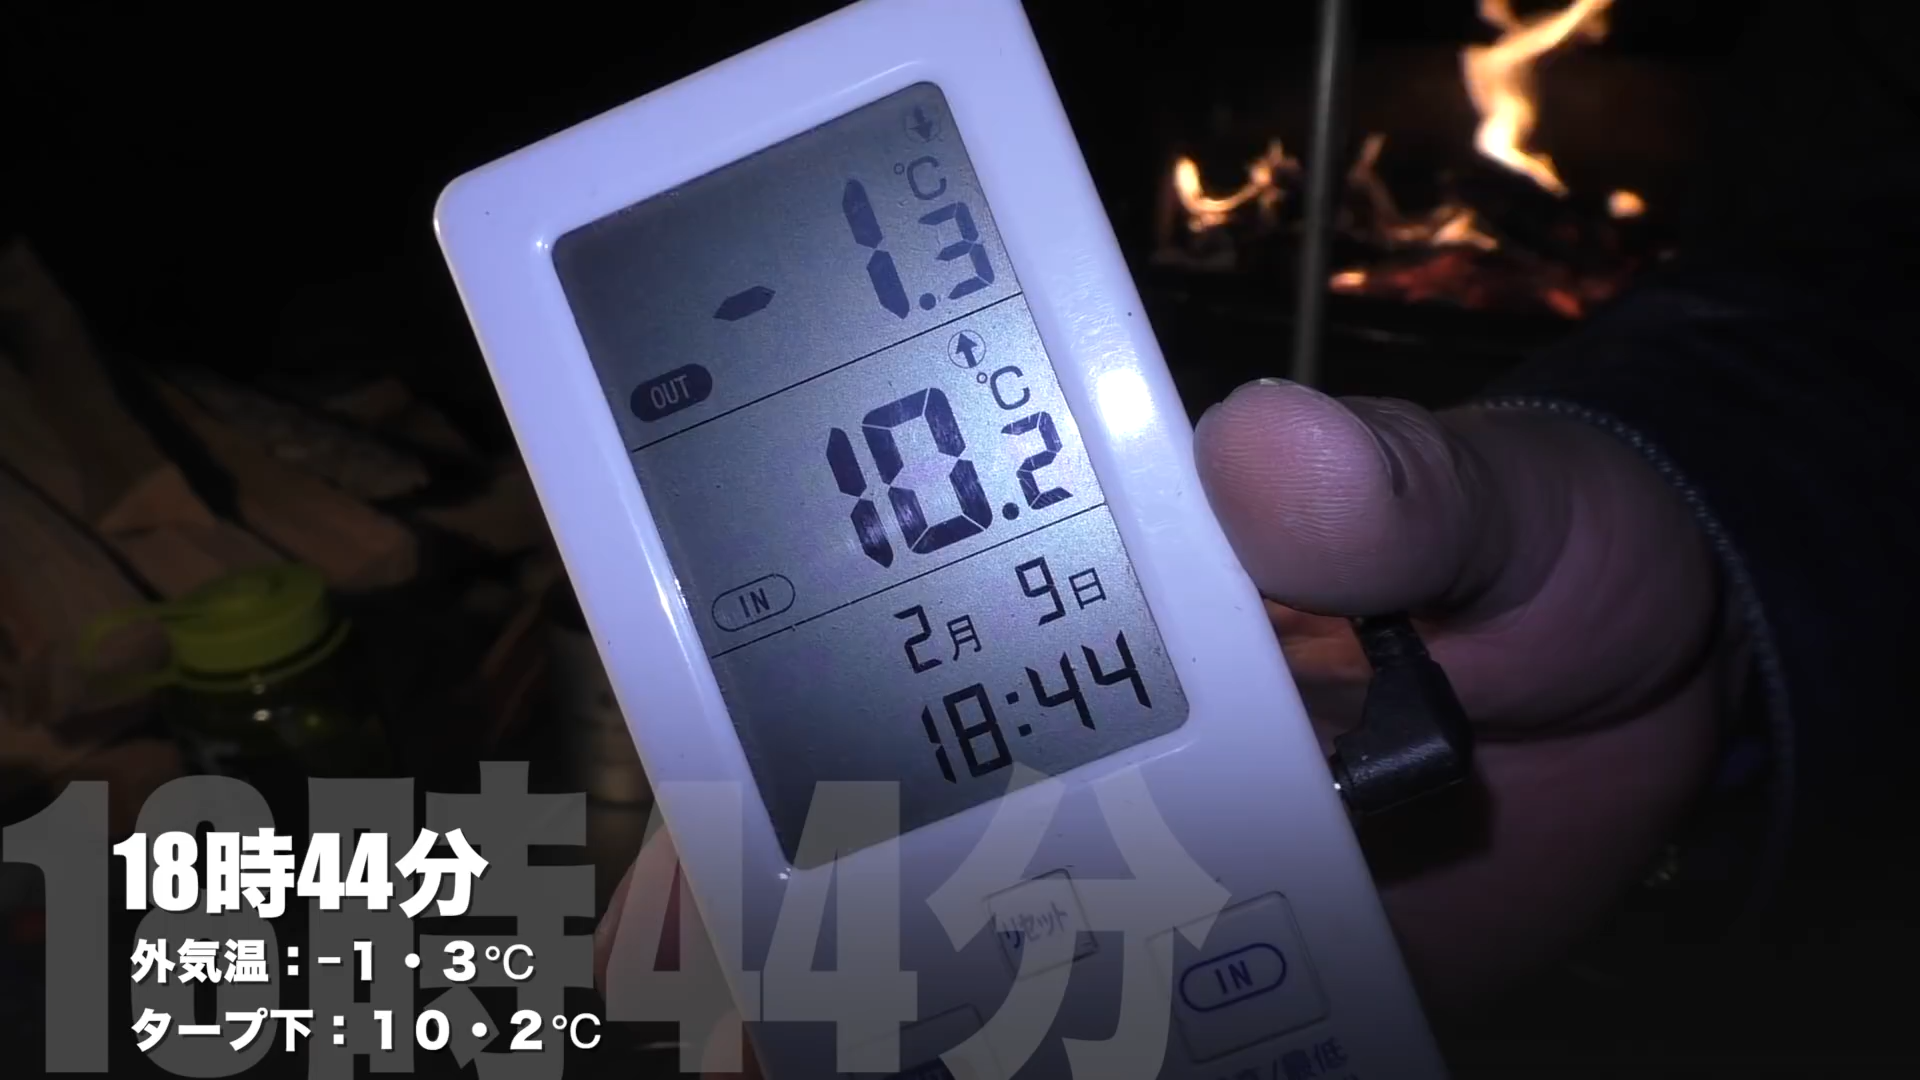 ℃
-1.3
OUT
℃
10.2
IN
2月 9日
18:44
リセット
IN
最低
18時44分
18時44分
外気温：-1・3℃
タープ下：10・2℃